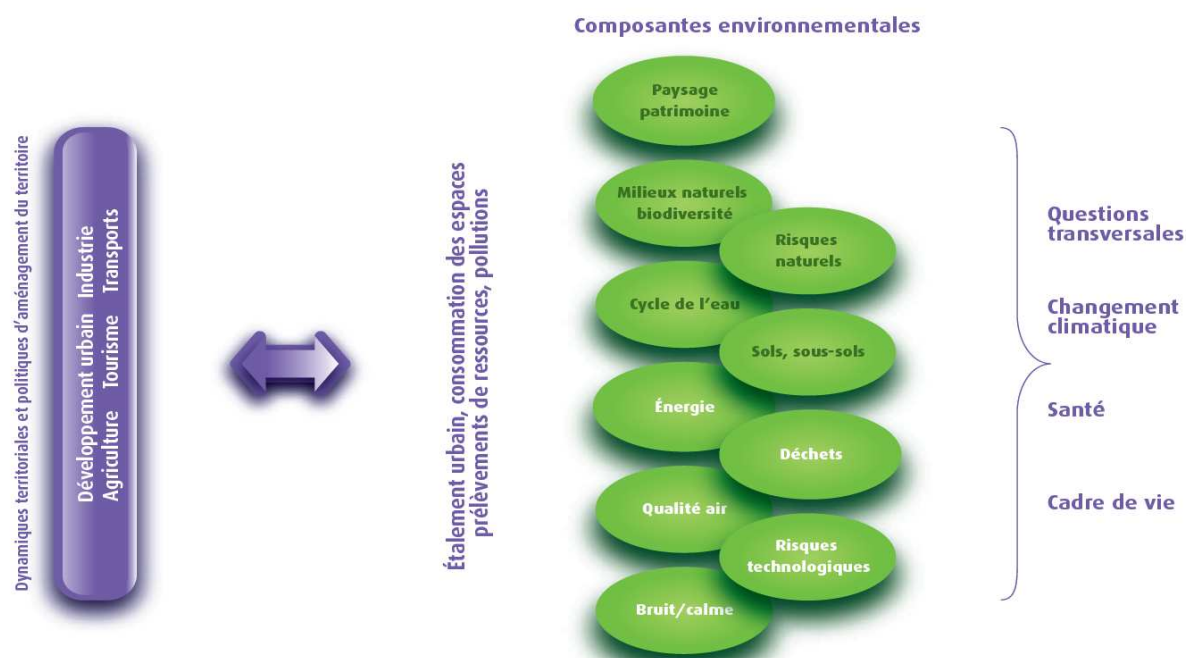 Composantes environnementales
Dynamiques territoriales et politiques d'aménagement du territoire
Développement urbain Industrie
Agriculture Tourisme Transports
Étalement urbain, consommation des espaces
prélèvements de ressources, pollutions
Paysage
patrimoine
Milieux naturels
biodiversité
Risques
naturels
Cycle de l'eau
Sols, sous-sols
Énergie
Déchets
Qualité air
Risques
technologiques
Bruit/calme
Questions
transversales
Changement
climatique
Santé
Cadre de vie